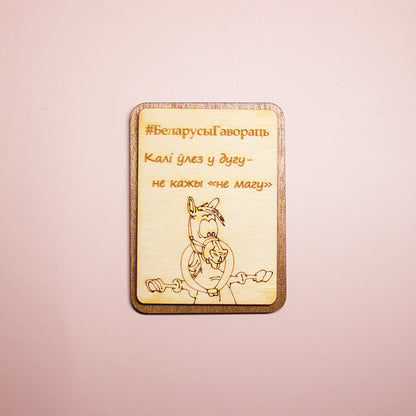 #БеларусыГавораць
Калі ўлез у дугу-
не кажы «не магу»